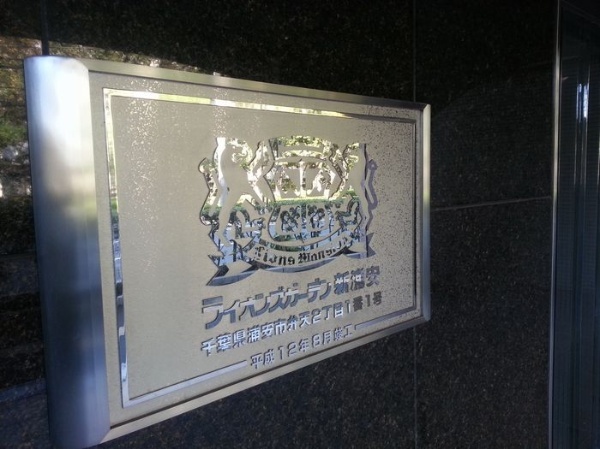 Lions Mansion
ライオンズガーデン新浦安
千葉県浦安市弁天2丁目1番1号
平成12年8月竣工